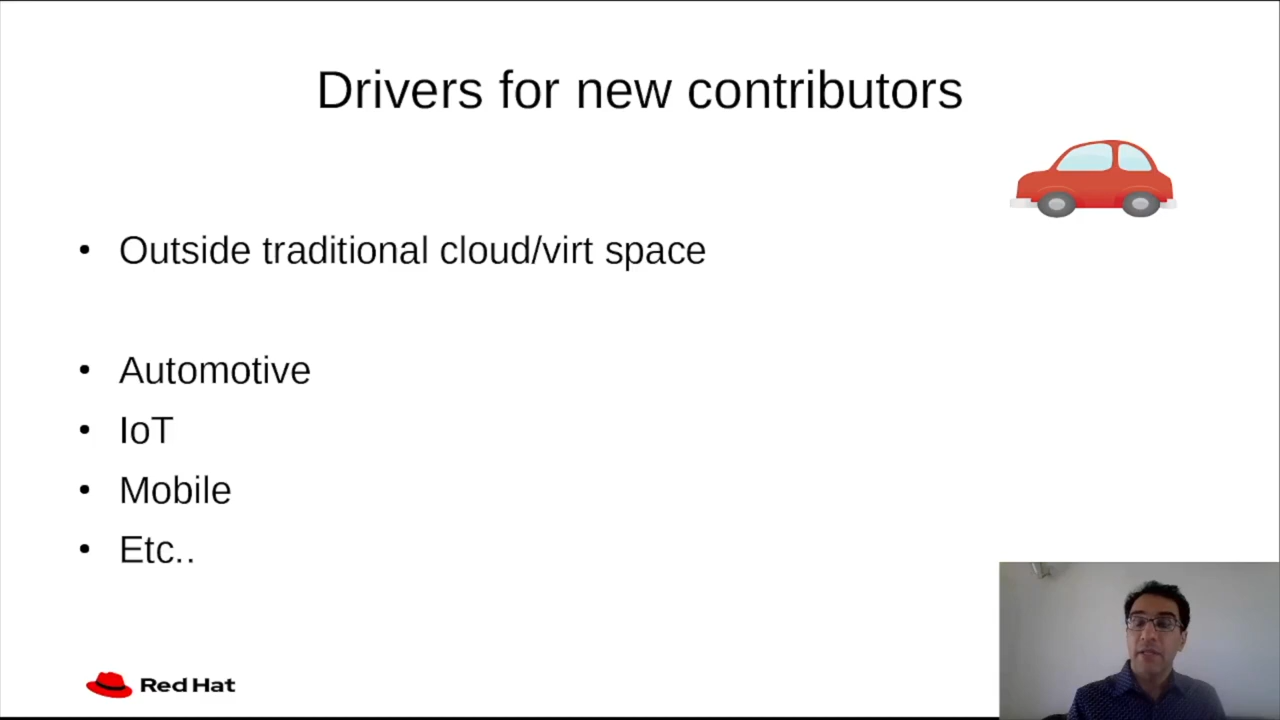 Drivers for new contributors
• Outside traditional cloud/virt space
• Automotive
• IoT
• Mobile
• Etc..
Red Hat